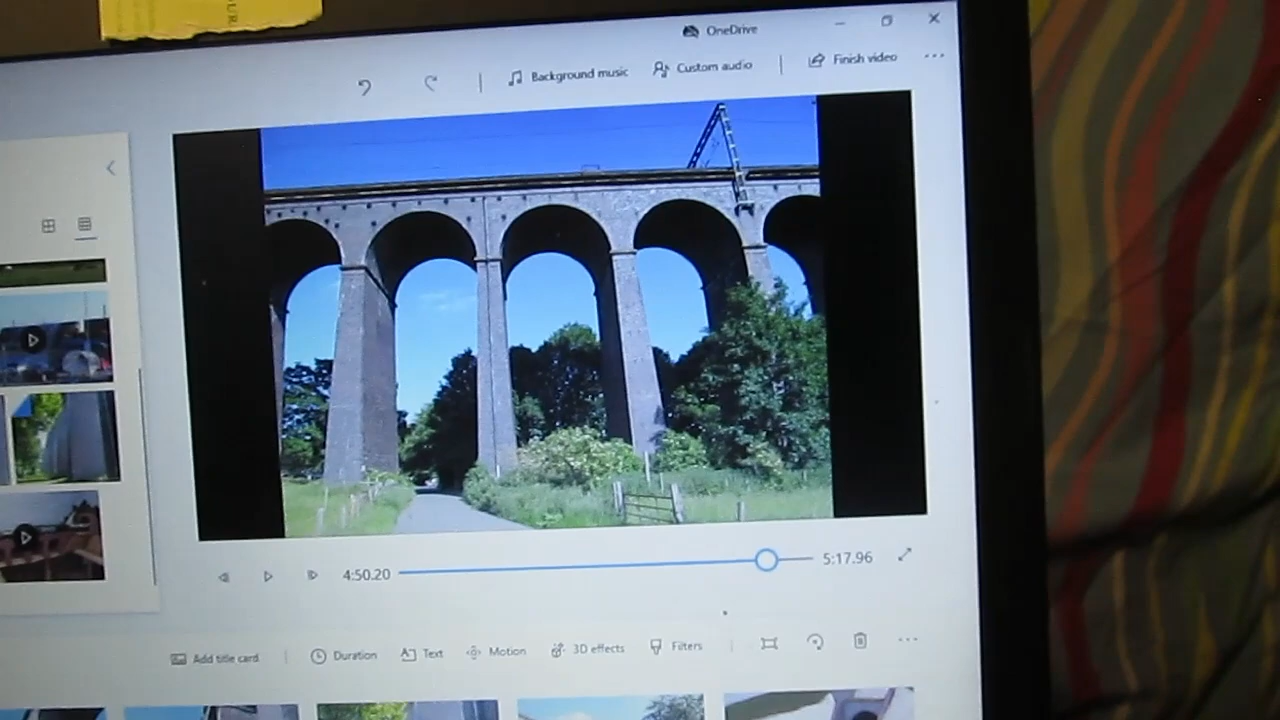 OneDrive
Background music Custom audio Finish video
4:50.20 5:17.96
Add title card Duration Text Motion 3D effects Filters